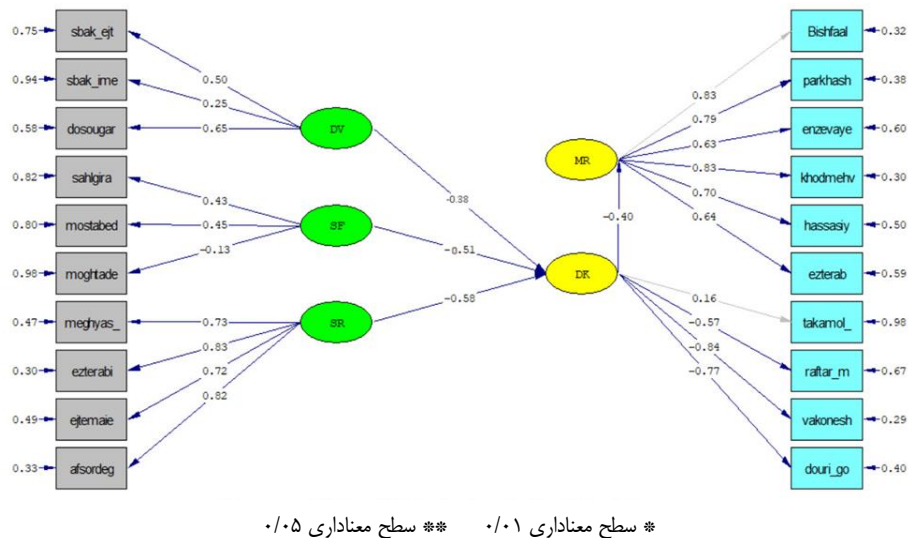 0.75 sbak_ejt
0.94 sbak_ime
0.58 dosougar
0.82 sahlgira
0.80 mostabed
0.98 moghtade
0.47 meghyas_
0.30 ezterabi
0.49 ejtemaie
0.33 afsordeg
0.50
0.25
0.65
DV
0.43
0.45
-0.13
SF
0.73
0.83
0.72
0.82
SR
-0.38
-0.51
-0.58
MR
-0.40
DK
0.83
0.79
0.63
0.83
0.70
0.64
0.16
-0.57
-0.84
-0.77
Bishfaal 0.32
parkhash 0.38
enzevaye 0.60
khodmehv 0.30
hassasiy 0.50
ezterab 0.59
takamol_ 0.98
raftar_m 0.67
vakonesh 0.29
douri_go 0.40
* سطح معناداری ۰/۰۱ ** سطح معناداری ۰/۰۵